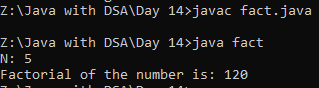 Z:\Java with DSA\Day 14>javac fact.java
Z:\Java with DSA\Day 14>java fact
N: 5
Factorial of the number is: 120